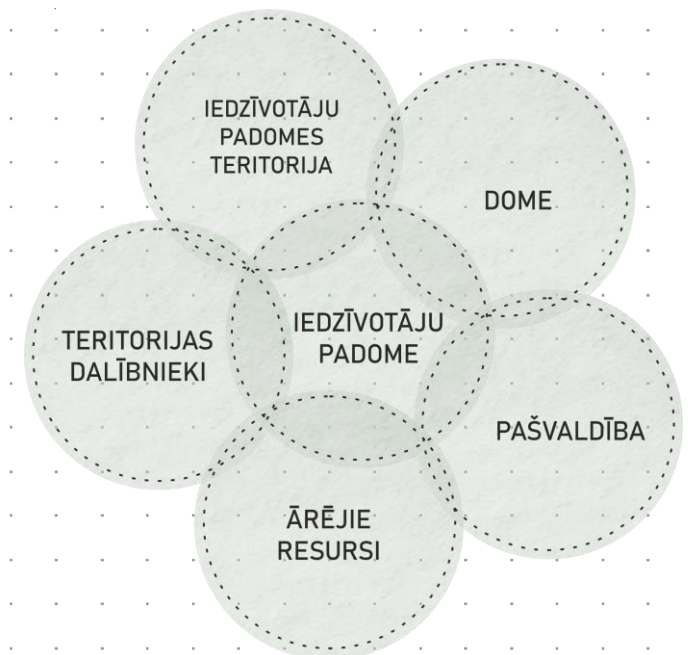 IEDZĪVOTĀJU
PADOMES
TERITORIJA
DOME
TERITORIJAS
DALĪBNIEKI
IEDZĪVOTĀJU
PADOME
PAŠVALDĪBA
ĀRĒJIE
RESURSI